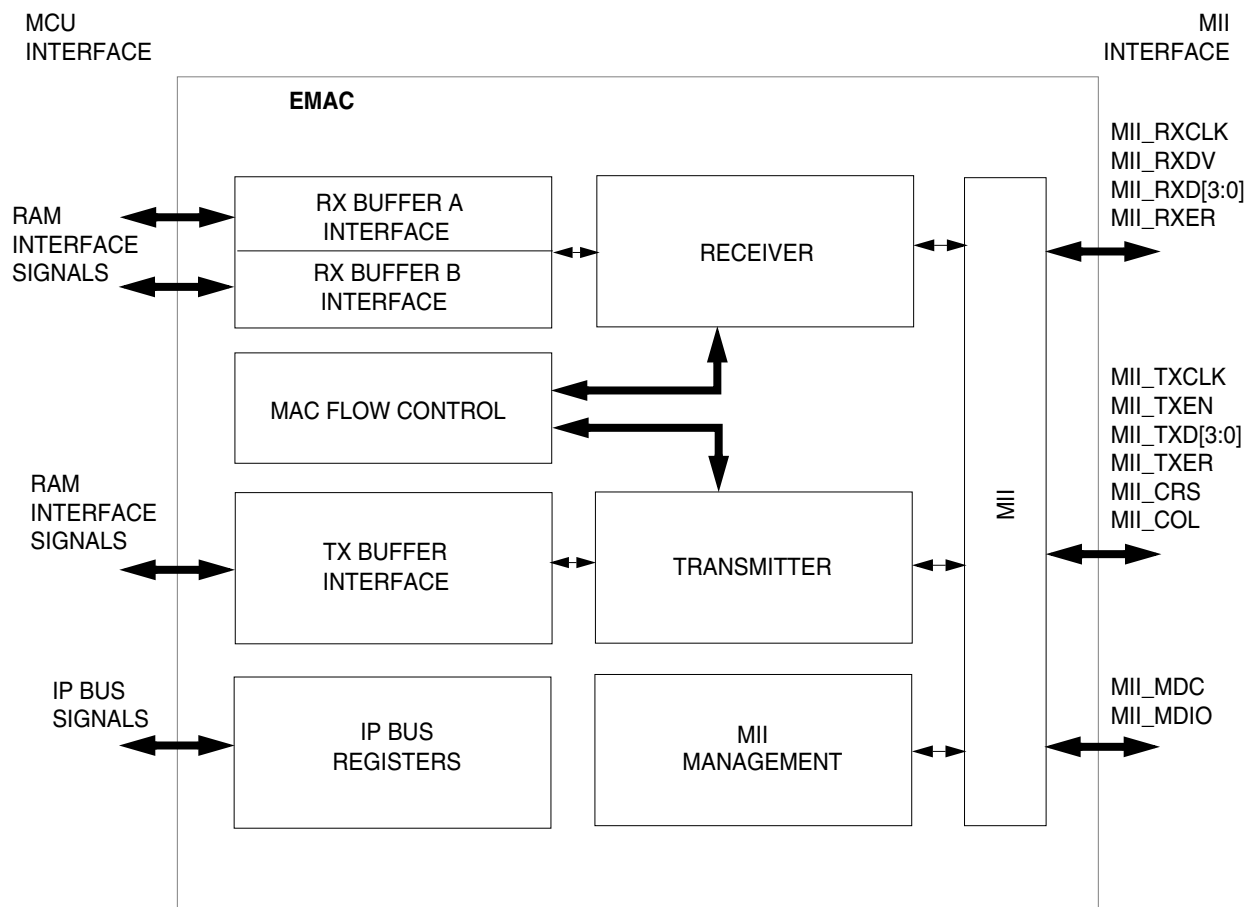 MCU
INTERFACE
MII
INTERFACE
EMAC
RAM
INTERFACE
SIGNALS
RX BUFFER A
INTERFACE
RX BUFFER B
INTERFACE
RECEIVER
MII_RXCLK
MII_RXDV
MII_RXD[3:0]
MII_RXER
MAC FLOW CONTROL
MII
MII_TXCLK
MII_TXEN
MII_TXD[3:0]
MII_TXER
MII_CRS
MII_COL
RAM
INTERFACE
SIGNALS
TX BUFFER
INTERFACE
TRANSMITTER
IP BUS
SIGNALS
IP BUS
REGISTERS
MII
MANAGEMENT
MII_MDC
MII_MDIO